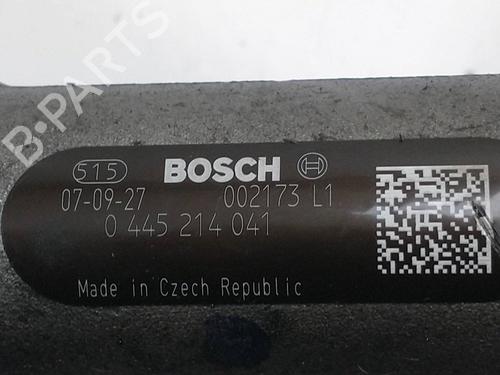 B-PARTS
515 BOSCH
07-09-27 002173 L1
0 445 214 041
Made in Czech Republic